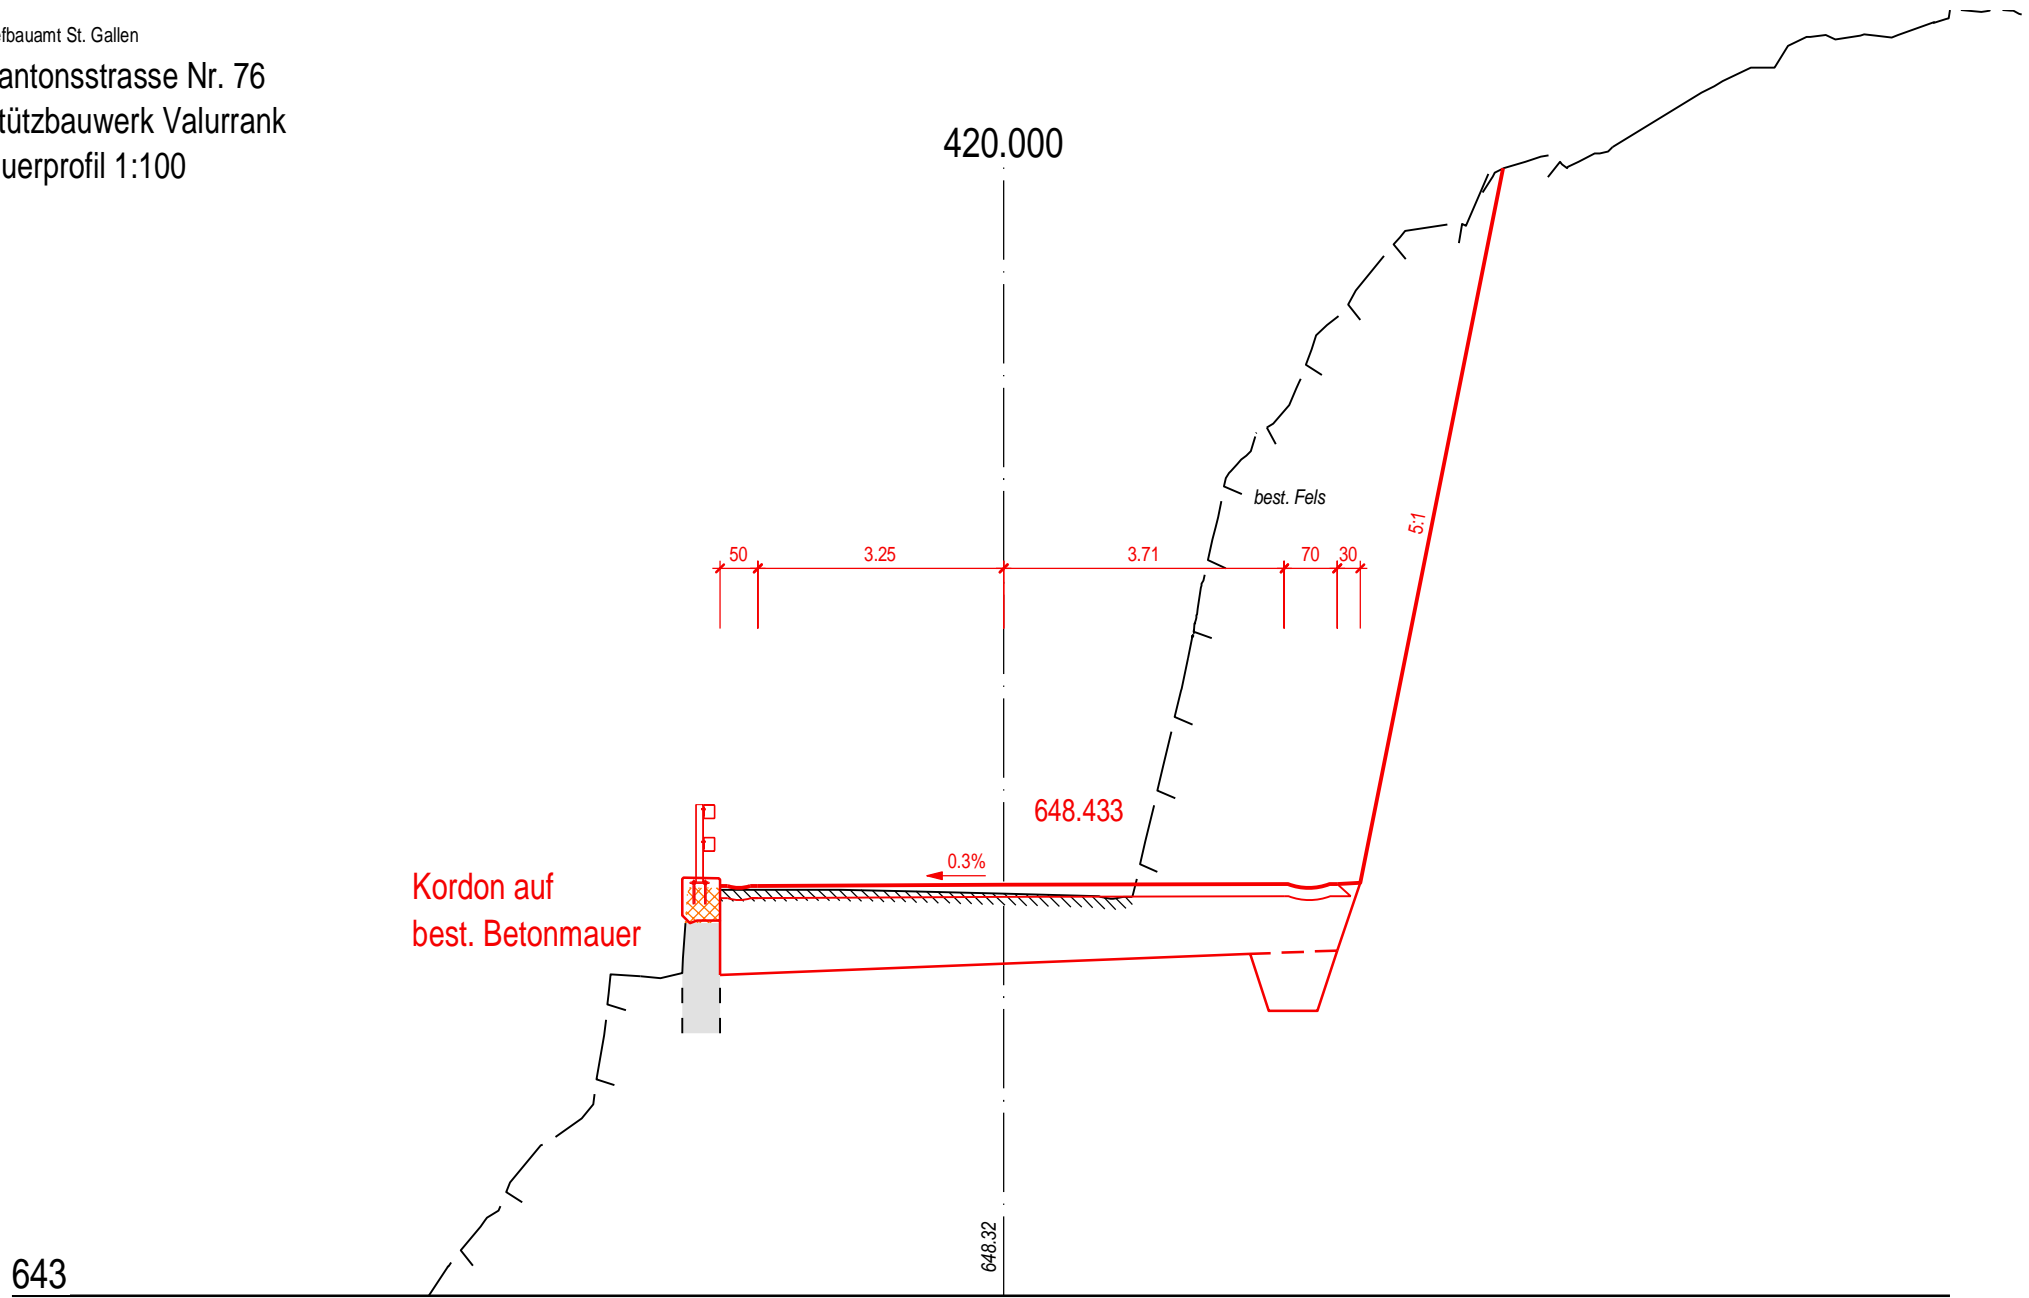 fbauamt St. Gallen
antonsstrasse Nr. 76
tützbauwerk Valurrank
uerprofil 1:100
420.000
best. Fels
5:1
50 3.25 3.71 70 30
648.433
0.3%
Kordon auf
best. Betonmauer
648.32
643